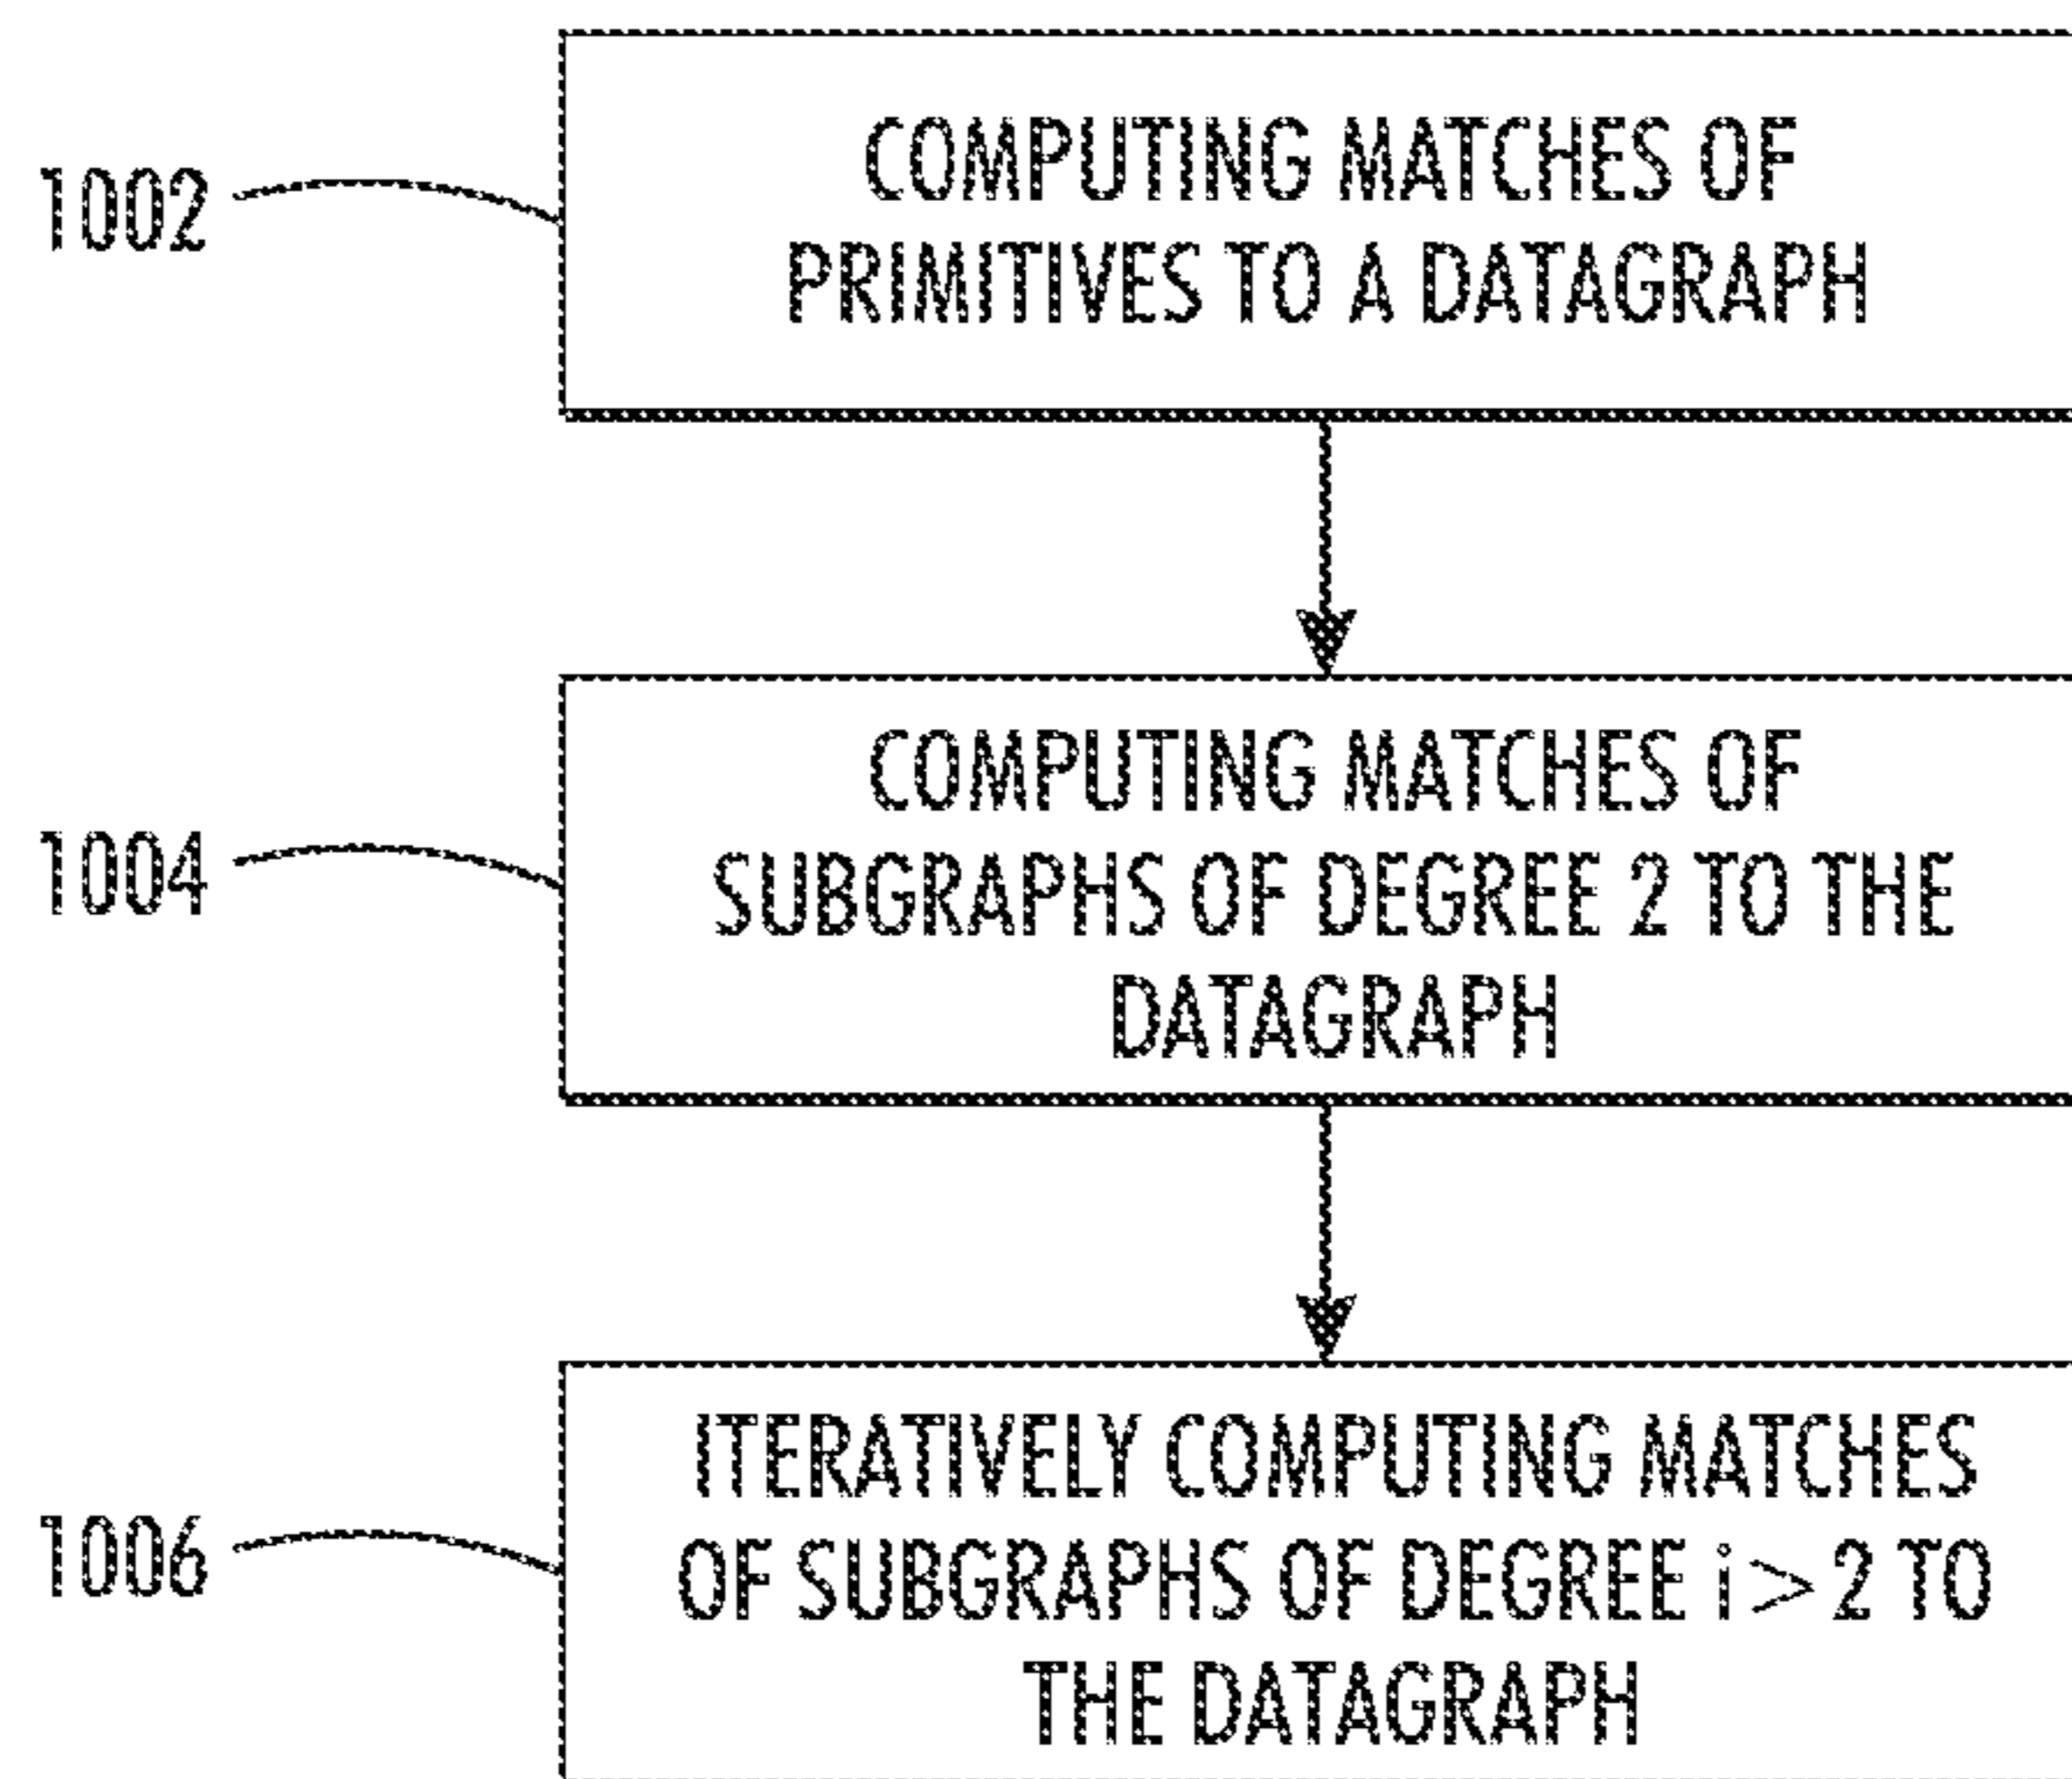 1002
COMPUTING MATCHES OF
PRIMITIVES TO A DATAGRAPH
1004
COMPUTING MATCHES OF
SUBGRAPHS OF DEGREE 2 TO THE
DATAGRAPH
1006
ITERATIVELY COMPUTING MATCHES
OF SUBGRAPHS OF DEGREE i > 2 TO
THE DATAGRAPH